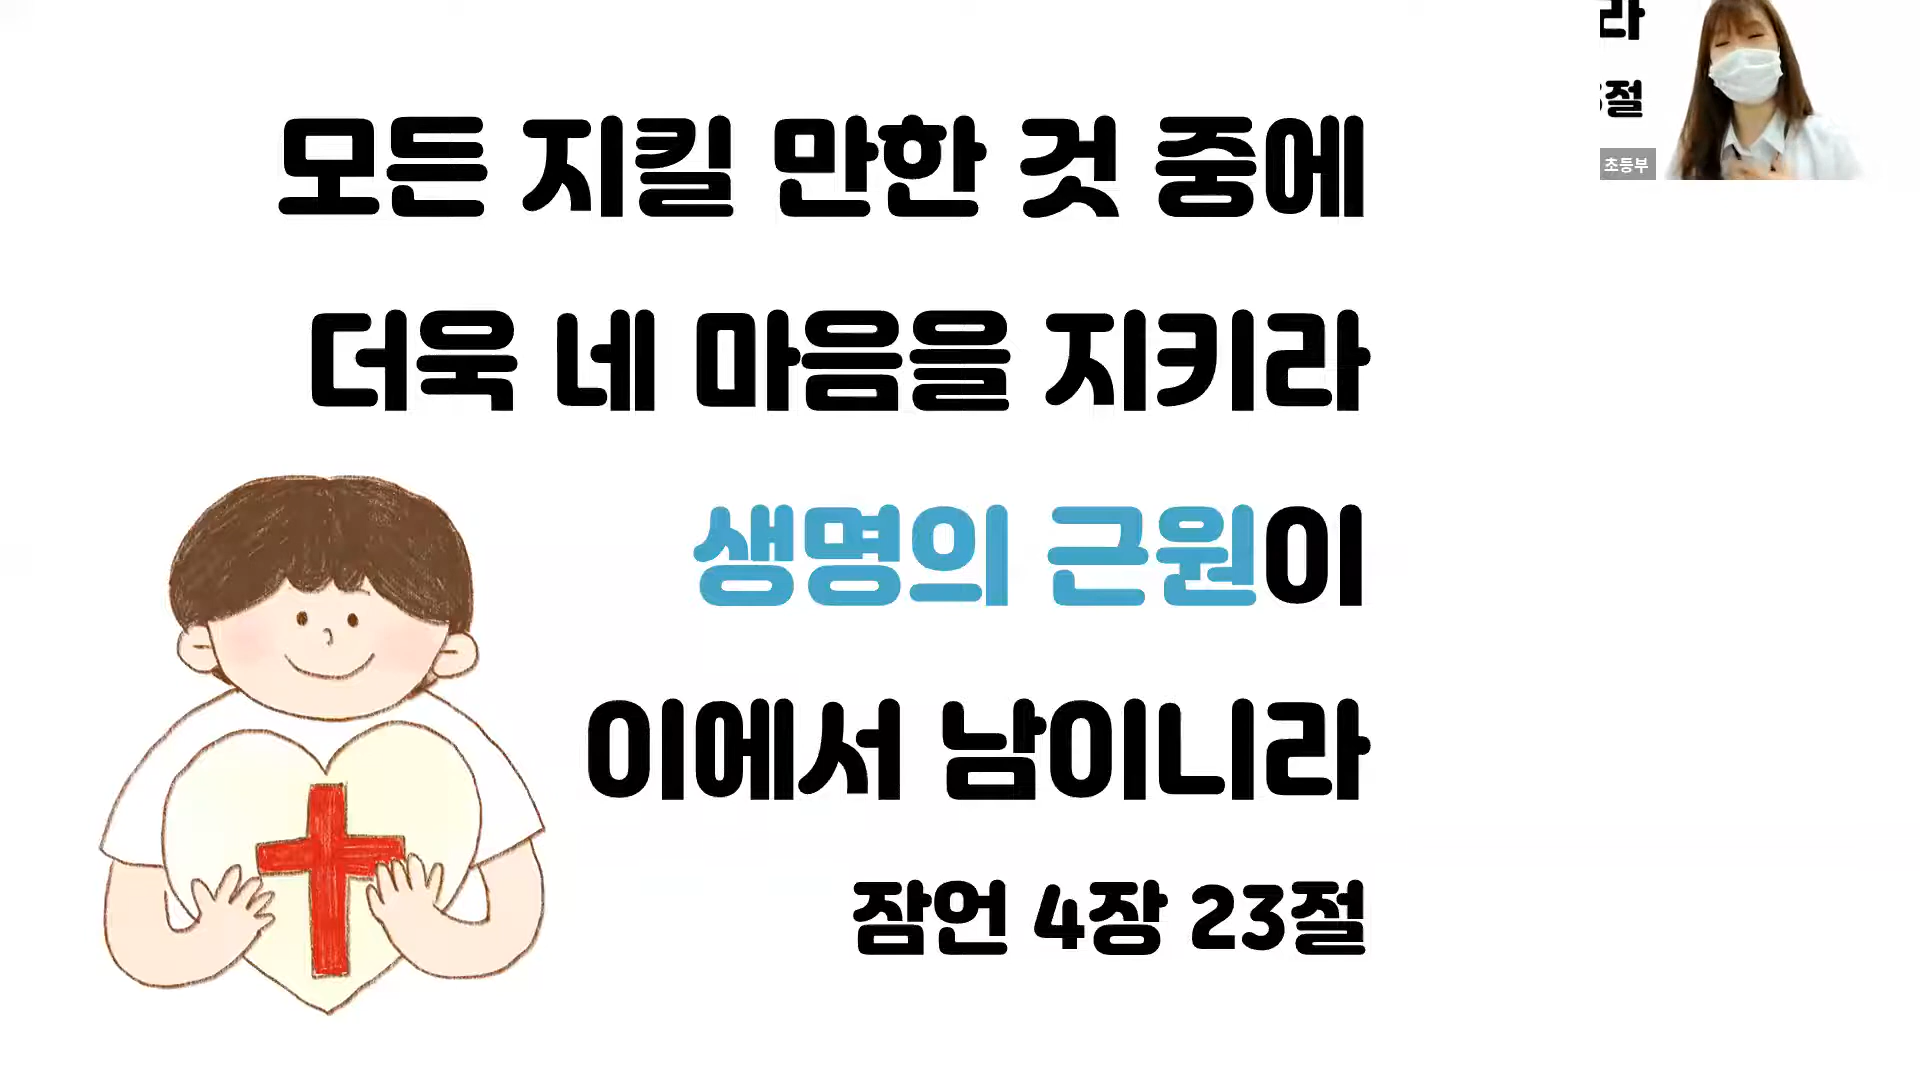 모든 지킬 만한 것 중에
더욱 네 마음을 지키라
생명의 근원이
이에서 남이니라
잠언 4장 23절
라
절
초등부